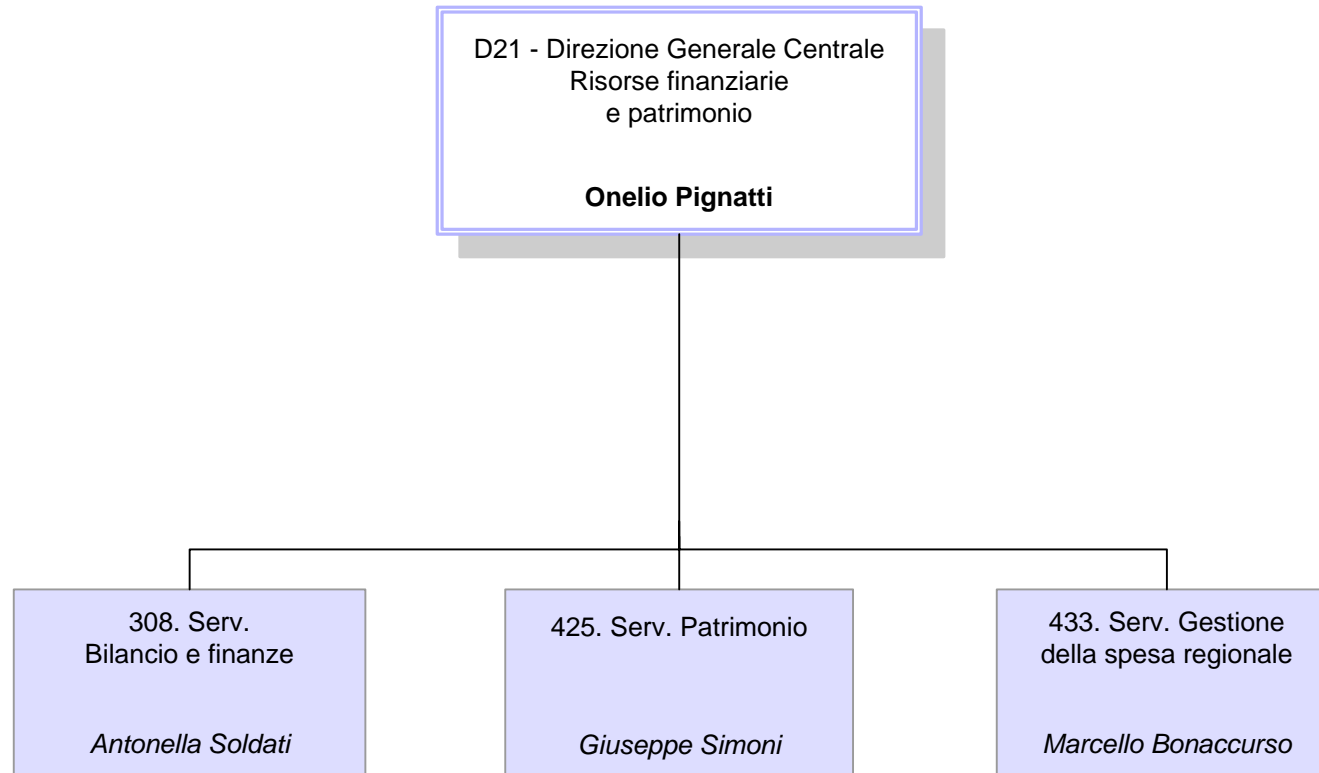 D21 - Direzione Generale Centrale
Risorse finanziarie
e patrimonio
Onelio Pignatti
308. Serv.
Bilancio e finanze
Antonella Soldati
425. Serv. Patrimonio
Giuseppe Simoni
433. Serv. Gestione
della spesa regionale
Marcello Bonaccurso